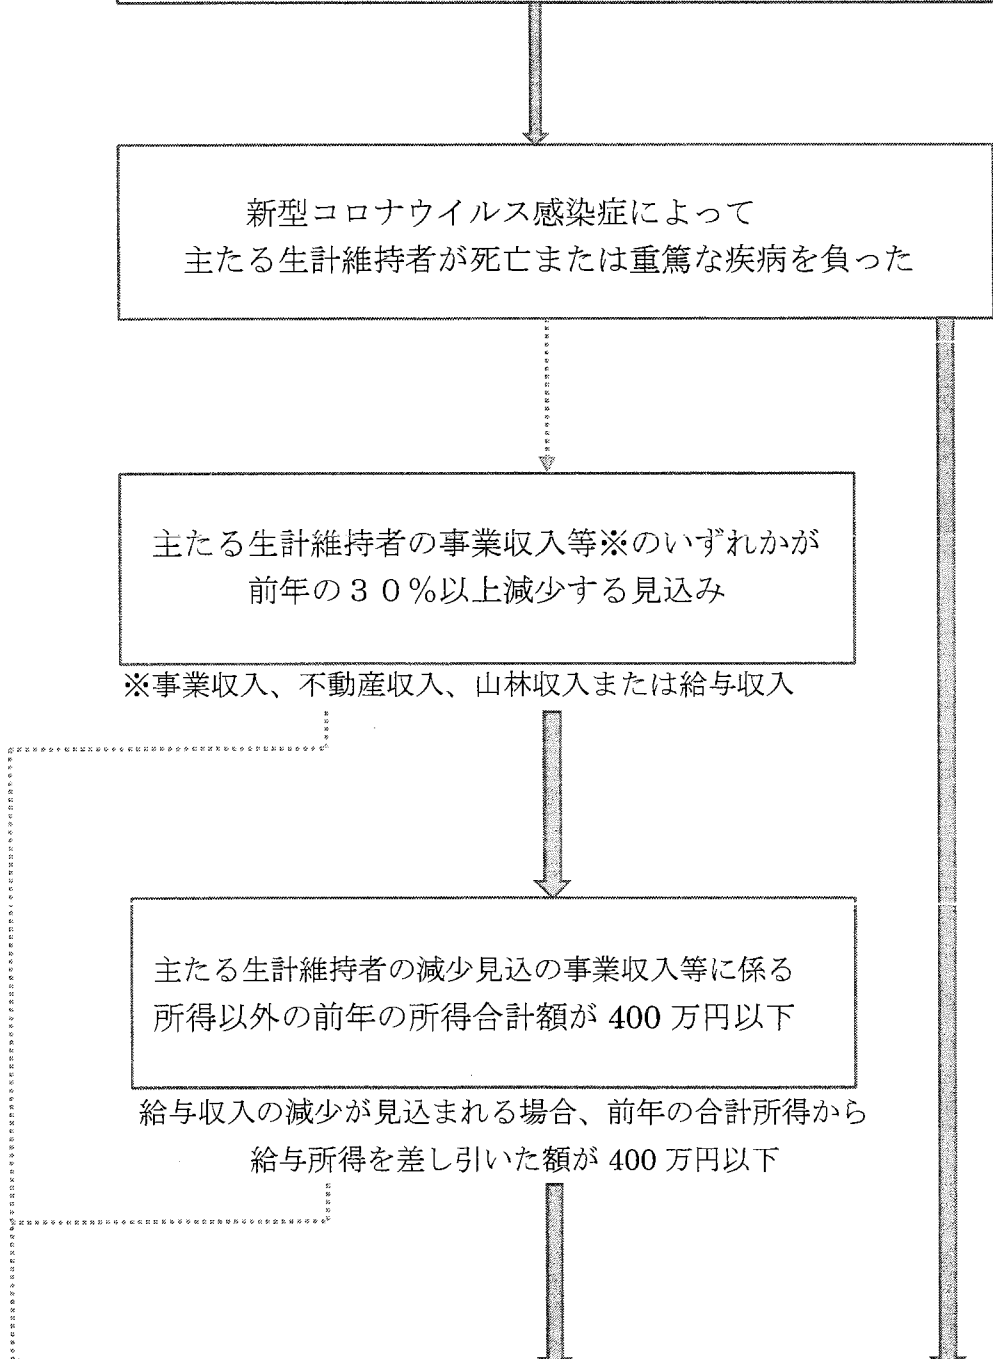 新型コロナウイルス感染症によって
主たる生計維持者が死亡または重篤な疾病を負った
主たる生計維持者の事業収入等※のいずれかが
前年の３０％以上減少する見込み
※事業収入、不動産収入、山林収入または給与収入
主たる生計維持者の減少見込の事業収入等に係る
所得以外の前年の所得合計額が 400 万円以下
給与収入の減少が見込まれる場合、前年の合計所得から
給与所得を差し引いた額が 400 万円以下